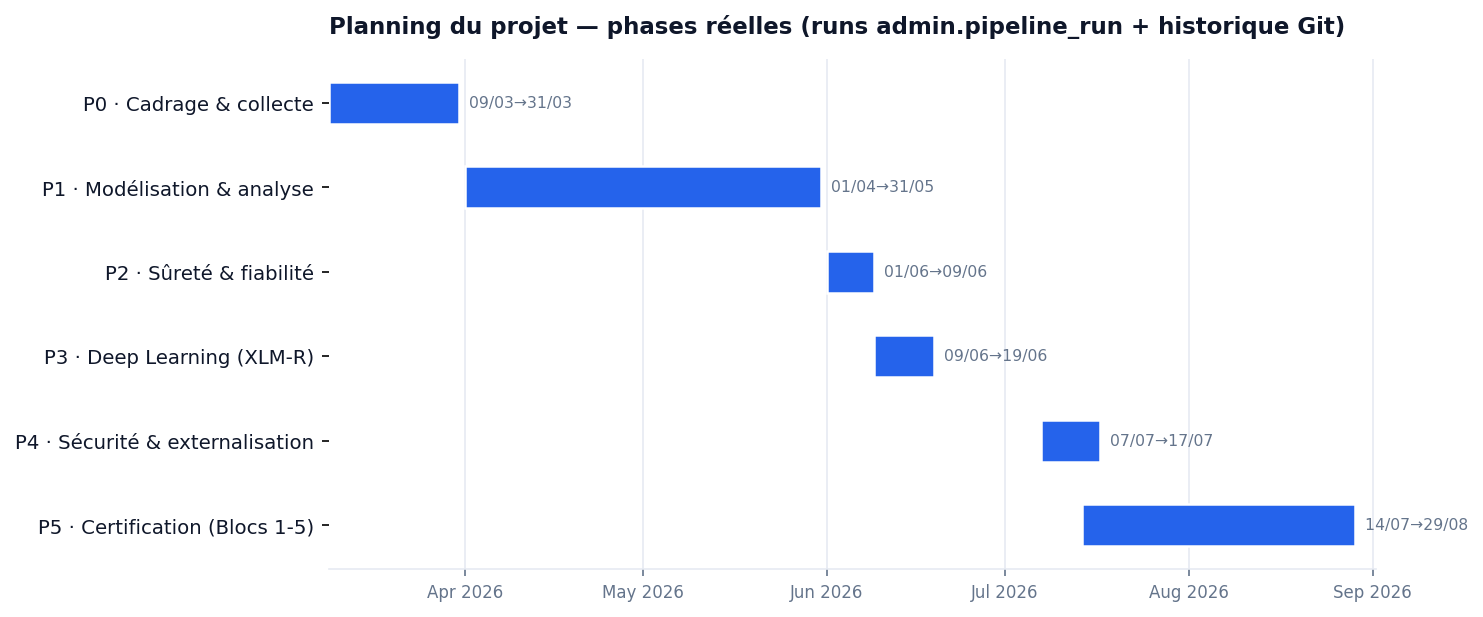 Planning du projet — phases réelles (runs admin.pipeline_run + historique Git)
P0 · Cadrage & collecte
09/03→31/03
P1 · Modélisation & analyse
01/04→31/05
P2 · Sûreté & fiabilité
01/06→09/06
P3 · Deep Learning (XLM-R)
09/06→19/06
P4 · Sécurité & externalisation
07/07→17/07
P5 · Certification (Blocs 1-5)
14/07→29/08
Apr 2026
May 2026
Jun 2026
Jul 2026
Aug 2026
Sep 2026